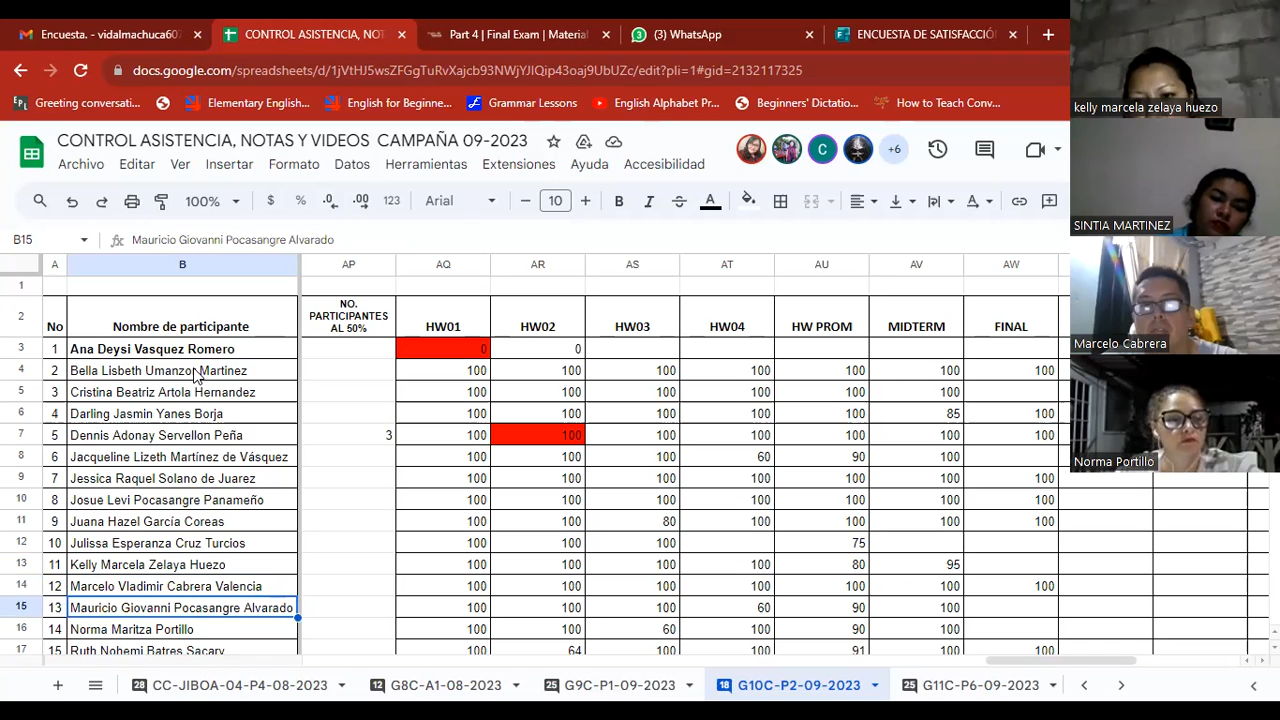 Encuesta. - vidalmachuca60
CONTROL ASISTENCIA, NOT
Part 4 | Final Exam | Material
(3) WhatsApp
ENCUESTA DE SATISFACCIÓ
docs.google.com/spreadsheets/d/1jVtHJ5wsZFGgTuRvXajcb93NWjYJIQip43oaj9UbUZc/edit?pli=1#gid=2132117325
Greeting conversati...
Elementary English...
English for Beginne...
Grammar Lessons
English Alphabet Pr...
Beginners' Dictatio...
How to Teach Conv...
CONTROL ASISTENCIA, NOTAS Y VIDEOS CAMPAÑA 09-2023
+6
Archivo Editar Ver Insertar Formato Datos Herramientas Extensiones Ayuda Accesibilidad
100% $ % .0 .00 123 Arial 10 B I A
B15 fx Mauricio Giovanni Pocasangre Alvarado
A B AP AQ AR AS AT AU AV AW
1
2 No Nombre de participante NO. PARTICIPANTES AL 50% HW01 HW02 HW03 HW04 HW PROM MIDTERM FINAL
3 1 Ana Deysi Vasquez Romero 0 0
4 2 Bella Lisbeth Umanzor Martinez 100 100 100 100 100 100 100
5 3 Cristina Beatriz Artola Hernandez 100 100 100 100 100 100
6 4 Darling Jasmin Yanes Borja 100 100 100 100 100 85 100
7 5 Dennis Adonay Servellon Peña 3 100 100 100 100 100 100 100
8 6 Jacqueline Lizeth Martínez de Vásquez 100 100 100 60 90 100
9 7 Jessica Raquel Solano de Juarez 100 100 100 100 100 100 100
10 8 Josue Levi Pocasangre Panameño 100 100 100 100 100 100 100
11 9 Juana Hazel García Coreas 100 100 80 100 100 100 100
12 10 Julissa Esperanza Cruz Turcios 100 100 100 75
13 11 Kelly Marcela Zelaya Huezo 100 100 100 100 80 95
14 12 Marcelo Vladimir Cabrera Valencia 100 100 100 100 100 100 100
15 13 Mauricio Giovanni Pocasangre Alvarado 100 100 100 60 90 100
16 14 Norma Maritza Portillo 100 100 60 100 90 100
17 15 Ruth Nohemi Batres Sacary 100 64 100 100 91 100 100
28 CC-JIBOA-04-P4-08-2023
12 G8C-A1-08-2023
25 G9C-P1-09-2023
18 G10C-P2-09-2023
25 G11C-P6-09-2023
kelly marcela zelaya huezo
SINTIA MARTINEZ
Marcelo Cabrera
Norma Portillo